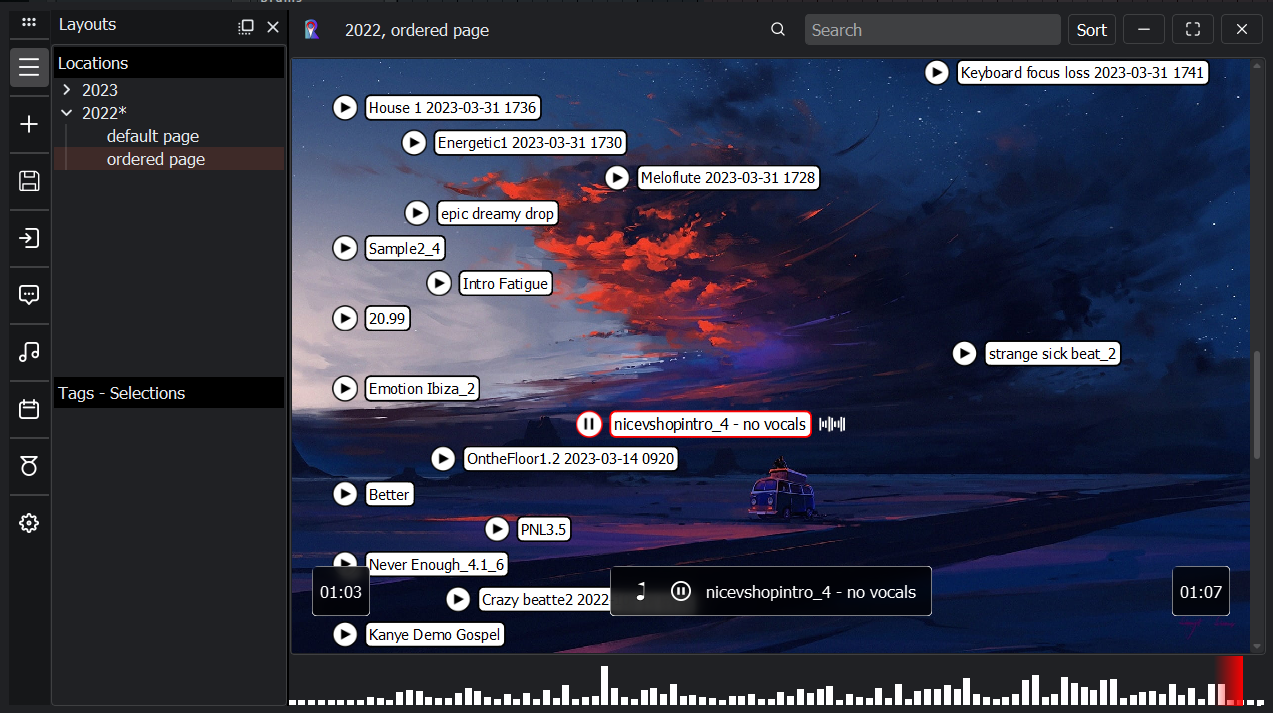 Layouts
2022, ordered page
Search
Sort
Locations
2023
2022*
default page
ordered page
Tags - Selections
Keyboard focus loss 2023-03-31 1741
House 1 2023-03-31 1736
Energetic1 2023-03-31 1730
Meloflute 2023-03-31 1728
epic dreamy drop
Sample2_4
Intro Fatigue
20.99
strange sick beat_2
Emotion Ibiza_2
nicevshopintro_4 - no vocals
OntheFloor1.2 2023-03-14 0920
Better
PNL3.5
Never Enough_4.1_6
01:03
Crazy beatte2 2022
nicevshopintro_4 - no vocals
01:07
Kanye Demo Gospel